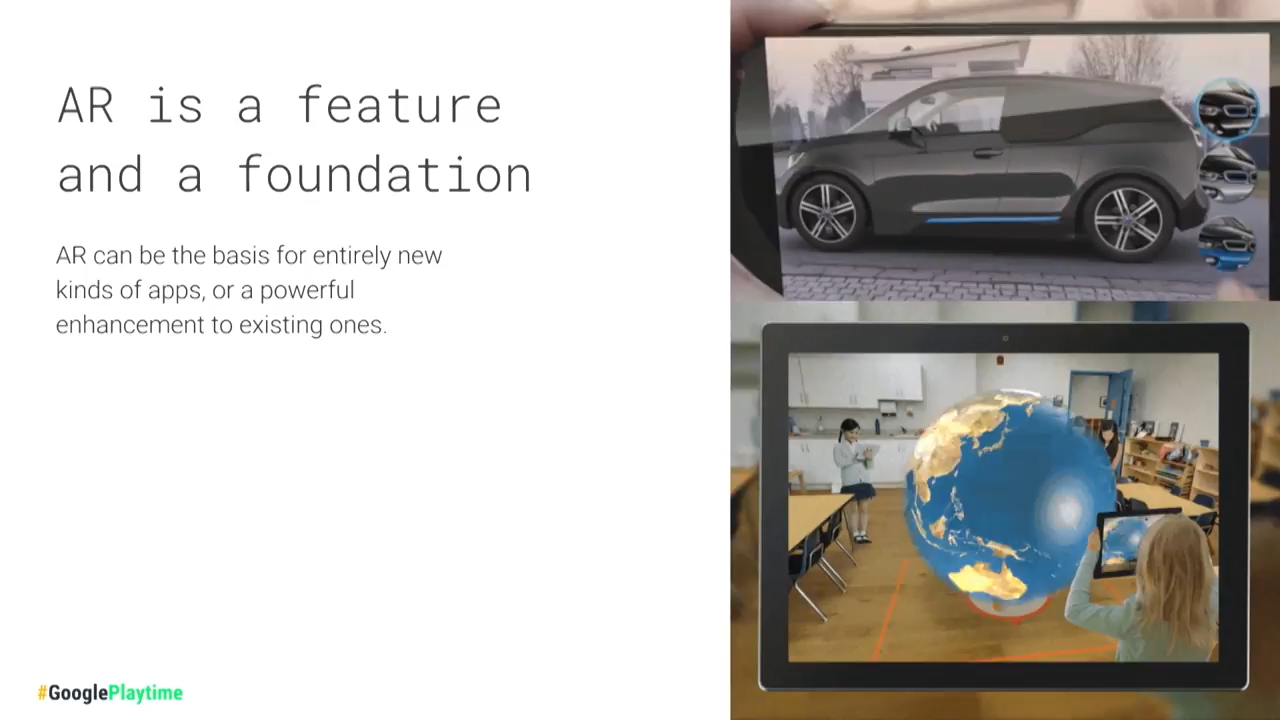 AR is a feature
and a foundation
AR can be the basis for entirely new
kinds of apps, or a powerful
enhancement to existing ones.
#GooglePlaytime